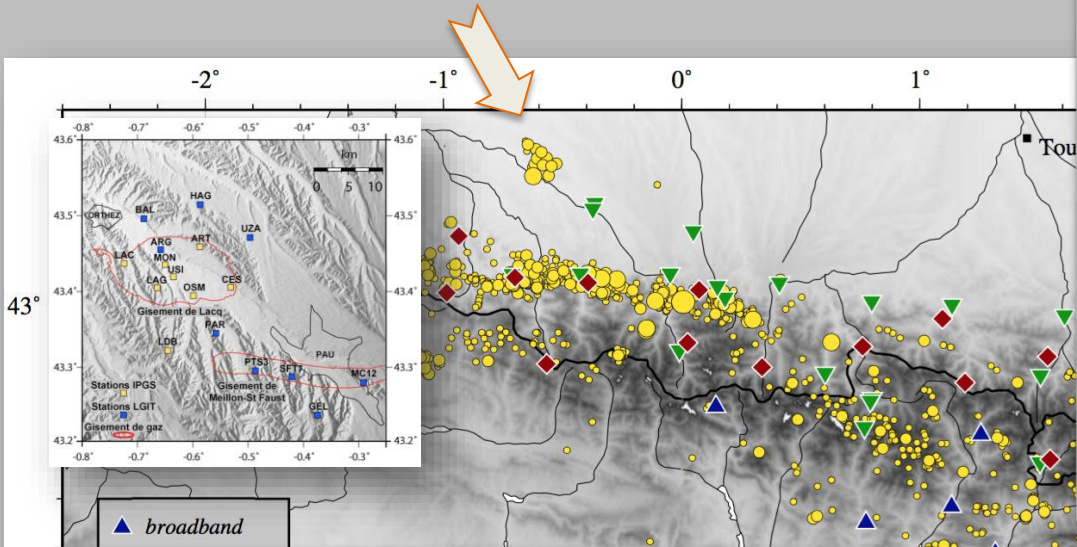 -2˚ -1˚ 0˚ 1˚
-0.8˚ -0.7˚ -0.6˚ -0.5˚ -0.4˚ -0.3˚
43.6˚ 43.6˚
km
0 5 10
HAG
BAL
ORTHEZ
43.5˚ 43.5˚
UZA
ARG ART
MON
LAC USI
LAG CES
OSM
43.4˚ 43.4˚
Gisement de Lacq
PAR
LDB
PAU
43.3˚ PTS3 43.3˚
SFT7 MC12
Gisement de
Meillon-St Faust
Stations IPGS
Stations LGIT GEL
Gisement de gaz
43.2˚ 43.2˚
-0.8˚ -0.7˚ -0.6˚ -0.5˚ -0.4˚ -0.3˚
43˚
Tou
broadband